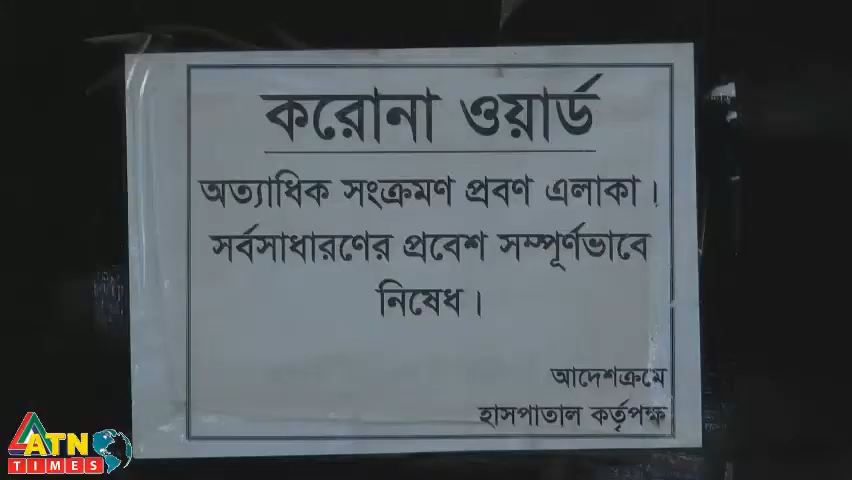 করোনা ওয়ার্ড
অত্যাধিক সংক্রমণ প্রবণ এলাকা।
সর্বসাধারণের প্রবেশ সম্পূর্ণভাবে
নিষেধ।
আদেশক্রমে
হাসপাতাল কর্তৃপক্ষ
ATN
TIMES